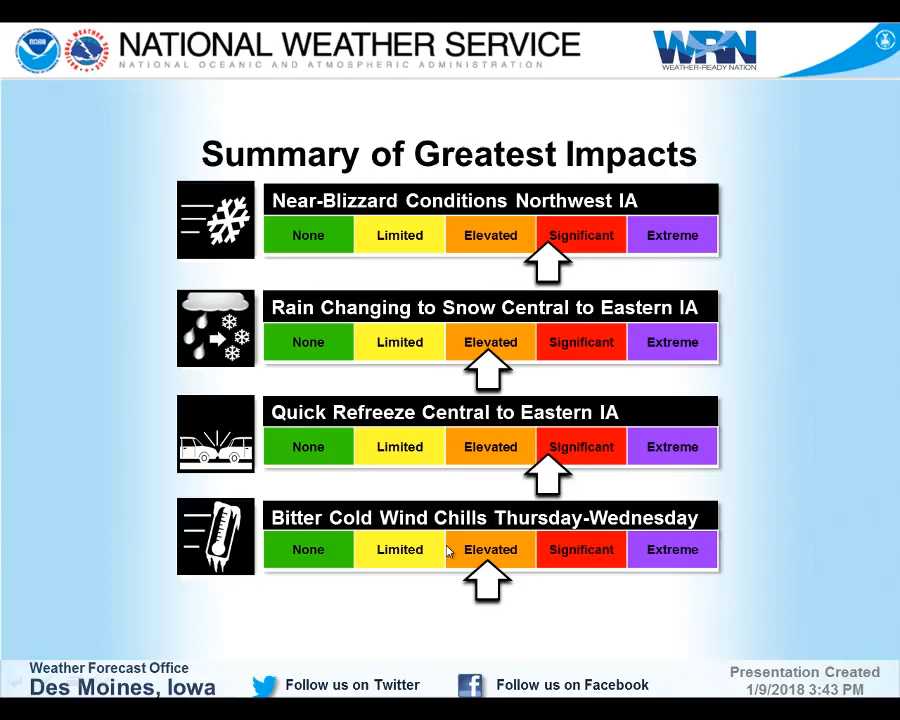 NATIONAL WEATHER SERVICE
NATIONAL OCEANIC AND ATMOSPHERIC ADMINISTRATION
NOAA
WRN
WEATHER-READY NATION
Summary of Greatest Impacts
Near-Blizzard Conditions Northwest IA
None Limited Elevated Significant Extreme
Rain Changing to Snow Central to Eastern IA
None Limited Elevated Significant Extreme
Quick Refreeze Central to Eastern IA
None Limited Elevated Significant Extreme
Bitter Cold Wind Chills Thursday-Wednesday
None Limited Elevated Significant Extreme
Weather Forecast Office
Des Moines, Iowa
Follow us on Twitter
Follow us on Facebook
Presentation Created
1/9/2018 3:43 PM